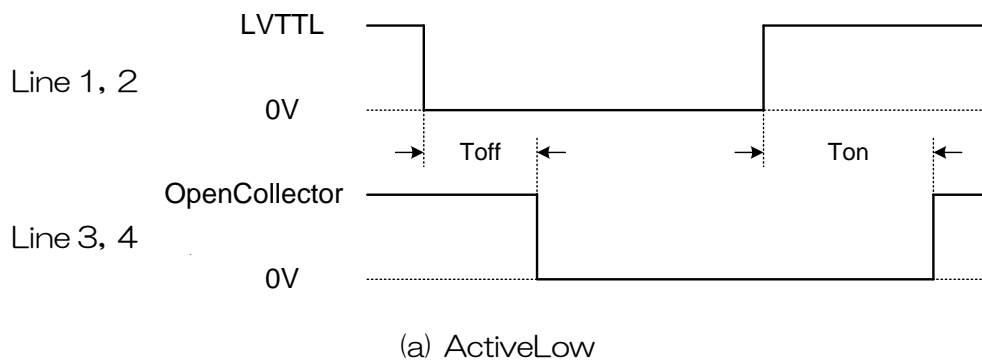 LVTTL
Line 1, 2
0V
Toff
Ton
OpenCollector
Line 3, 4
0V
(a) ActiveLow